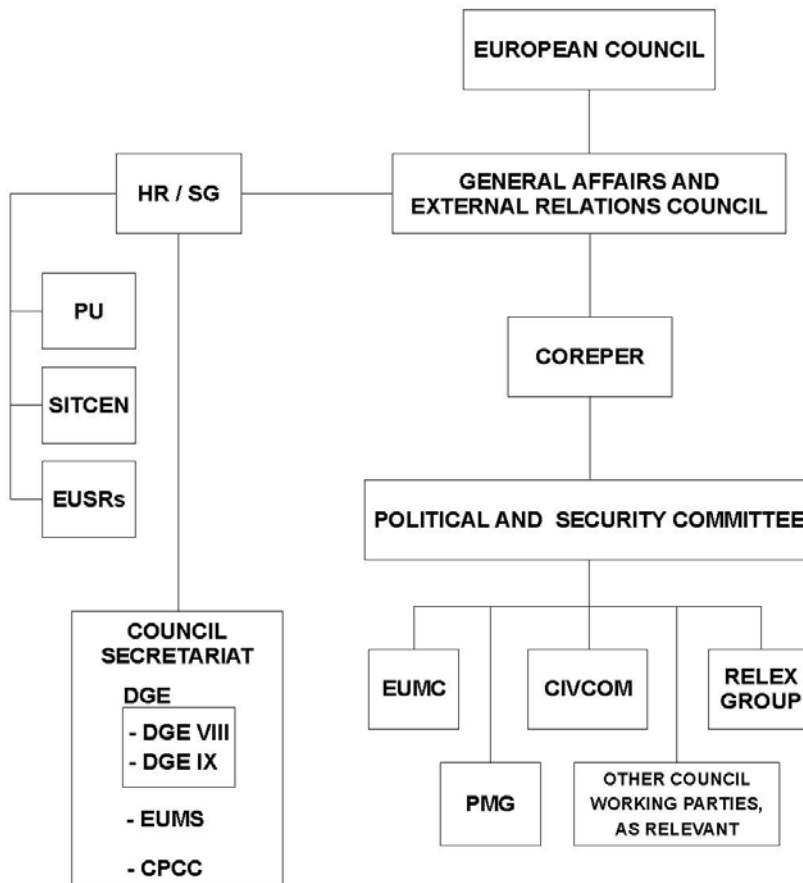 EUROPEAN COUNCIL
HR / SG
GENERAL AFFAIRS AND
EXTERNAL RELATIONS COUNCIL
PU
SITCEN
EUSRs
COREPER
POLITICAL AND SECURITY COMMITTEE
COUNCIL
SECRETARIAT
DGE
- DGE VIII
- DGE IX
- EUMS
- CPCC
EUMC
CIVCOM
RELEX
GROUP
PMG
OTHER COUNCIL
WORKING PARTIES,
AS RELEVANT